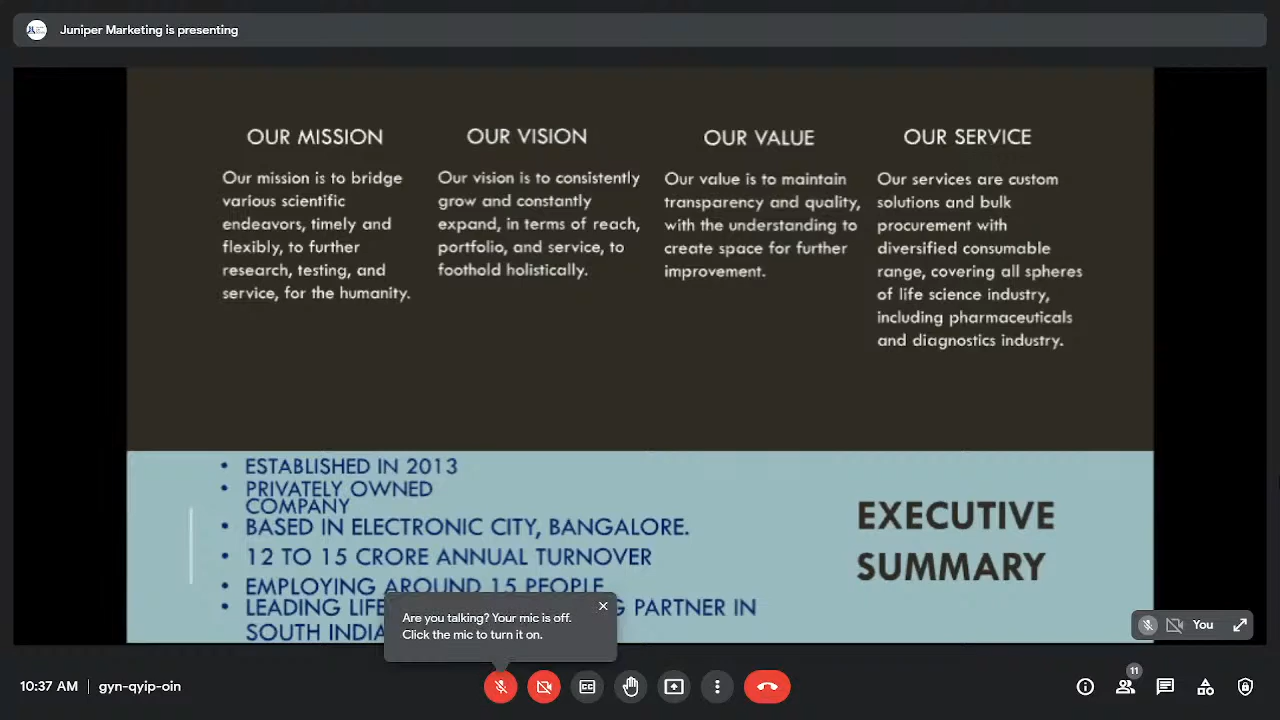 Juniper Marketing is presenting
OUR MISSION
Our mission is to bridge
various scientific
endeavors, timely and
flexibly, to further
research, testing, and
service, for the humanity.
OUR VISION
Our vision is to consistently
grow and constantly
expand, in terms of reach,
portfolio, and service, to
foothold holistically.
OUR VALUE
Our value is to maintain
transparency and quality,
with the understanding to
create space for further
improvement.
OUR SERVICE
Our services are custom
solutions and bulk
procurement with
diversified consumable
range, covering all spheres
of life science industry,
including pharmaceuticals
and diagnostics industry.
• ESTABLISHED IN 2013
• PRIVATELY OWNED
COMPANY
• BASED IN ELECTRONIC CITY, BANGALORE.
• 12 TO 15 CRORE ANNUAL TURNOVER
• EMPLOYING AROUND 15 PEOPLE
• LEADING LIFE PARTNER IN
SOUTH INDIA
EXECUTIVE
SUMMARY
Are you talking? Your mic is off.
Click the mic to turn it on.
You
10:37 AM | gyn-qyip-oin
CC
11